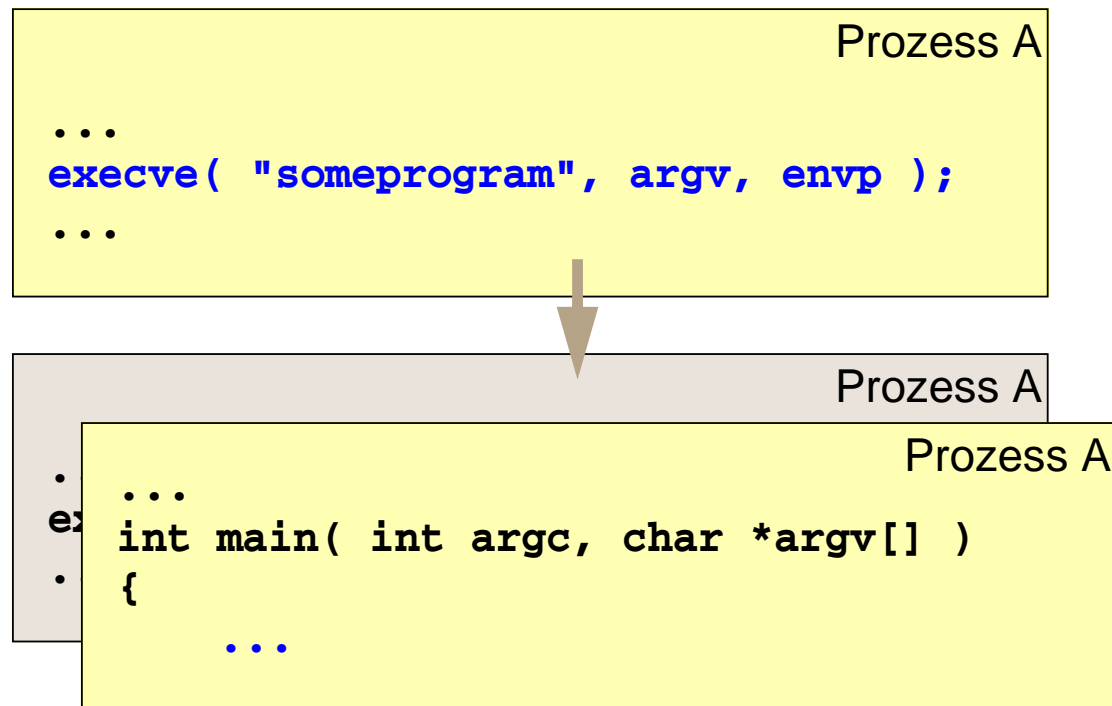 Prozess A
...
execve( "someprogram", argv, envp );
...
Prozess A
Prozess A
...
int main( int argc, char *argv[] )
{
...